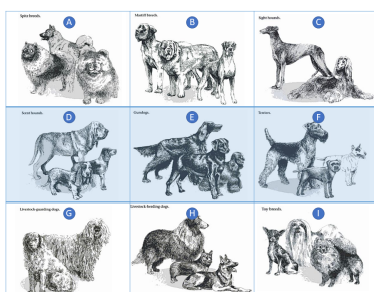 Spitz breeds.
A
Mastiff breeds.
B
Sight hounds.
C
Scent hounds.
D
Gundogs.
E
Terriers.
F
Livestock-guarding dogs.
G
Livestock-herding dogs.
H
Toy breeds.
I